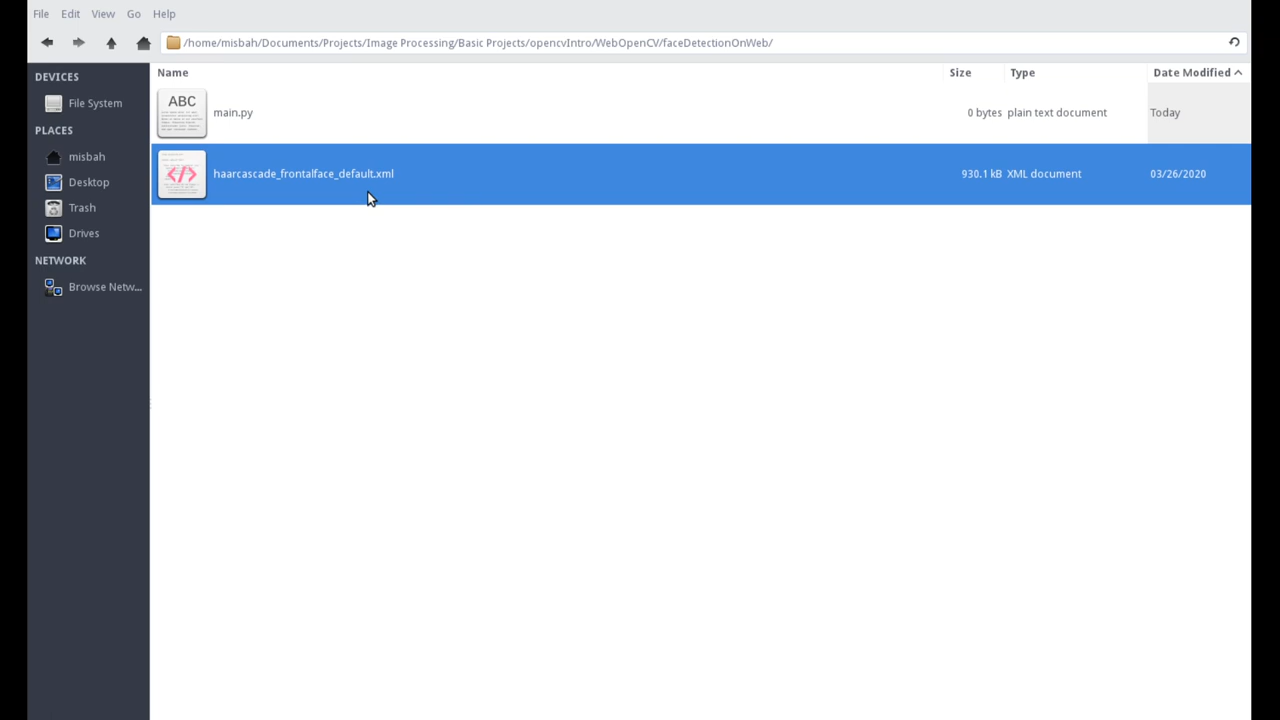 File Edit View Go Help
/home/misbah/Documents/Projects/Image Processing/Basic Projects/opencvIntro/WebOpenCV/faceDetectionOnWeb/
DEVICES
File System
PLACES
misbah
Desktop
Trash
Drives
NETWORK
Browse Netw...
Name Size Type Date Modified
ABC main.py 0 bytes plain text document Today
</> haarcascade_frontalface_default.xml 930.1 kB XML document 03/26/2020